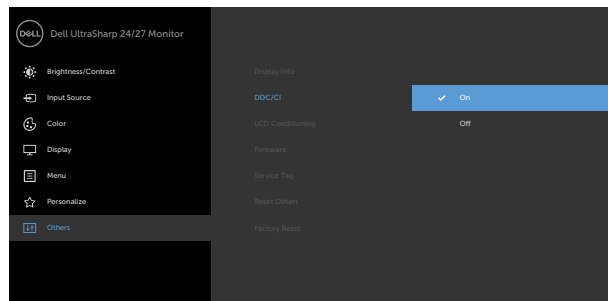 DELL Dell UltraSharp 24/27 Monitor
Brightness/Contrast Display Info
Input Source DDC/CI On
Color LCD Conditioning Off
Display Firmware
Menu Service Tag
Personalize Reset Others
Others Factory Reset